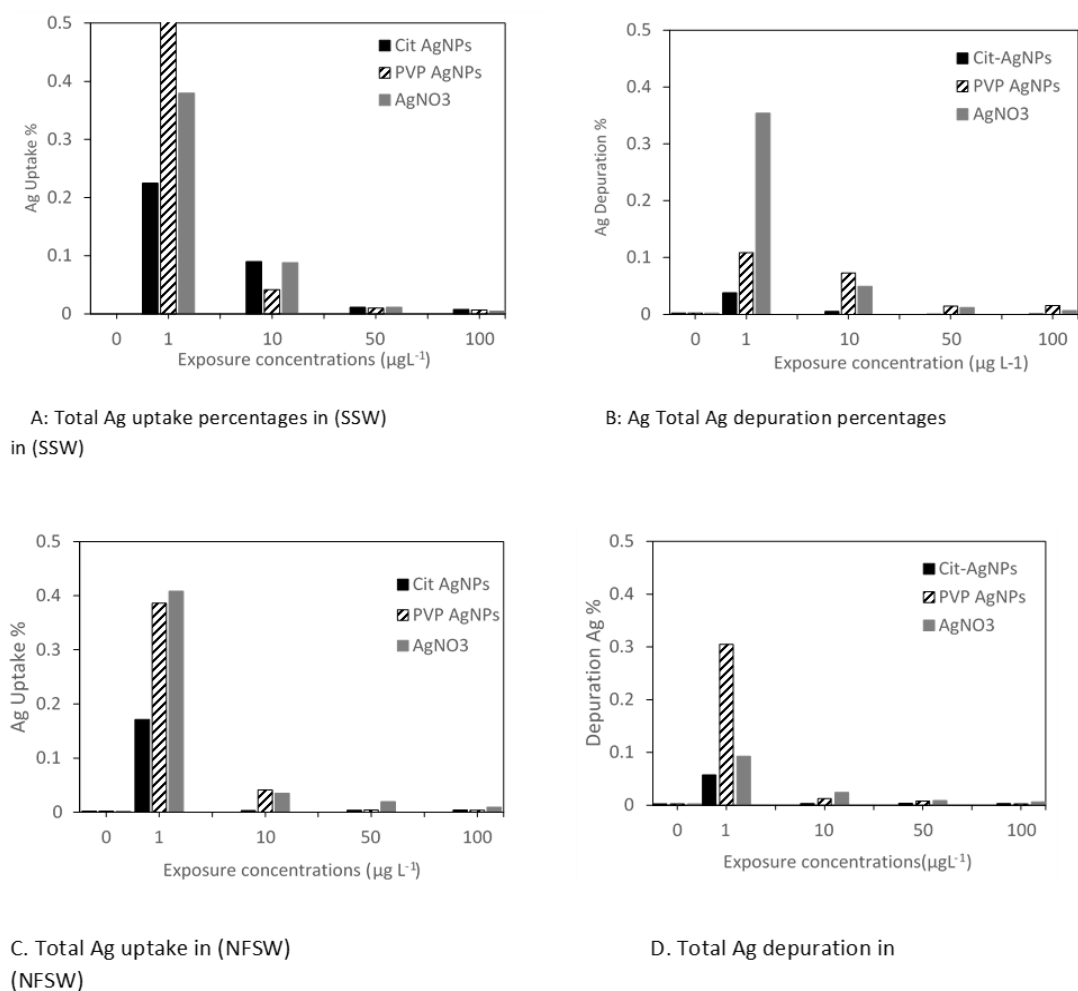 0.5
0.4
0.3
0.2
0.1
0
Ag Uptake %
Cit AgNPs
PVP AgNPs
AgNO3
0 1 10 50 100
Exposure concentrations (µgL-1)
0.5
0.4
0.3
0.2
0.1
0
Ag Depuration %
Cit-AgNPs
PVP AgNPs
AgNO3
0 1 10 50 100
Exposure concentration (µg L-1)
A: Total Ag uptake percentages in (SSW) B: Ag Total Ag depuration percentages
in (SSW)
0.5
0.4
0.3
0.2
0.1
0
Ag Uptake %
Cit AgNPs
PVP AgNPs
AgNO3
0 1 10 50 100
Exposure concentrations (µg L-1)
0.5
0.4
0.3
0.2
0.1
0
Depuration Ag %
Cit-AgNPs
PVP AgNPs
AgNO3
0 1 10 50 100
Exposure concentrations(µgL-1)
C. Total Ag uptake in (NFSW) D. Total Ag depuration in
(NFSW)